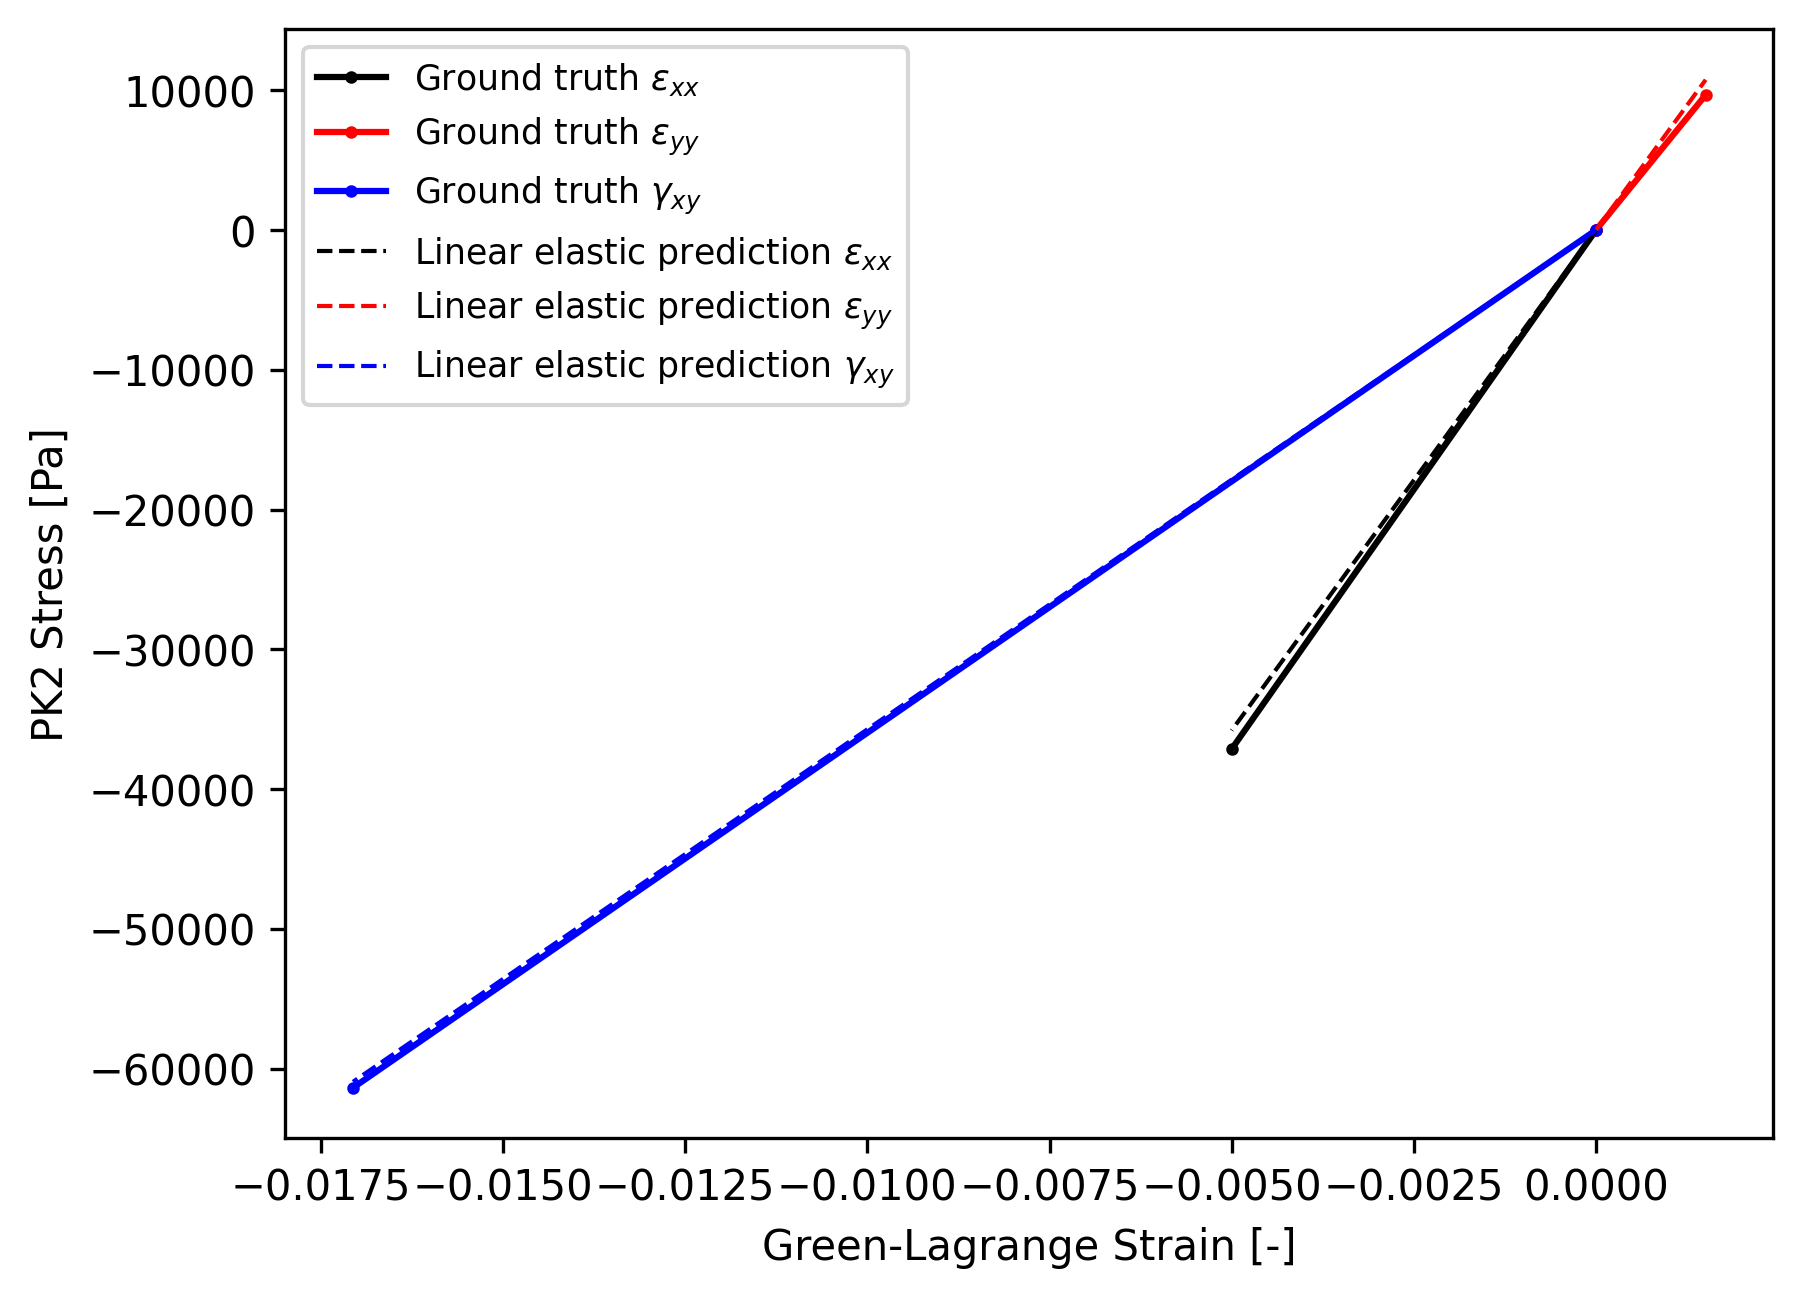 Ground truth εxx
Ground truth εyy
Ground truth γxy
Linear elastic prediction εxx
Linear elastic prediction εyy
Linear elastic prediction γxy
10000
0
−10000
−20000
−30000
−40000
−50000
−60000
PK2 Stress [Pa]
−0.0175 −0.0150 −0.0125 −0.0100 −0.0075 −0.0050 −0.0025 0.0000
Green-Lagrange Strain [-]